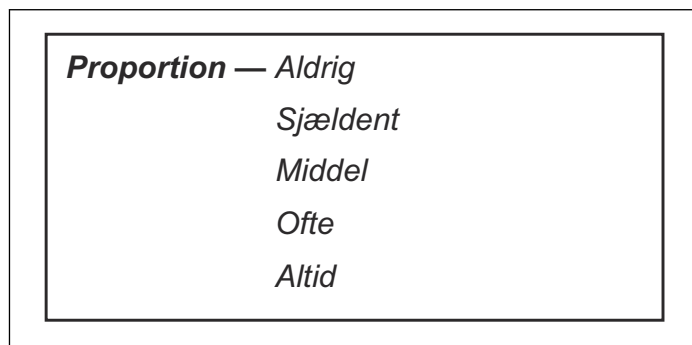 Proportion — Aldrig
Sjældent
Middel
Ofte
Altid